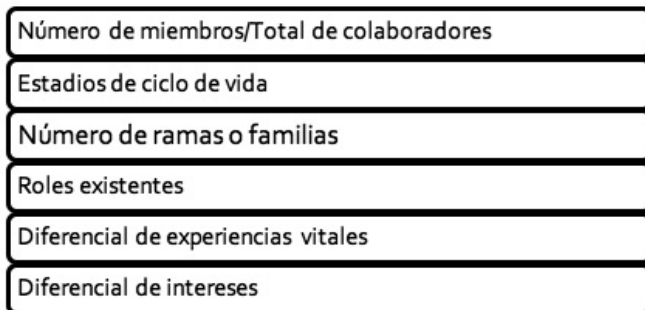 Número de miembros/Total de colaboradores
Estadios de ciclo de vida
Número de ramas o familias
Roles existentes
Diferencial de experiencias vitales
Diferencial de intereses